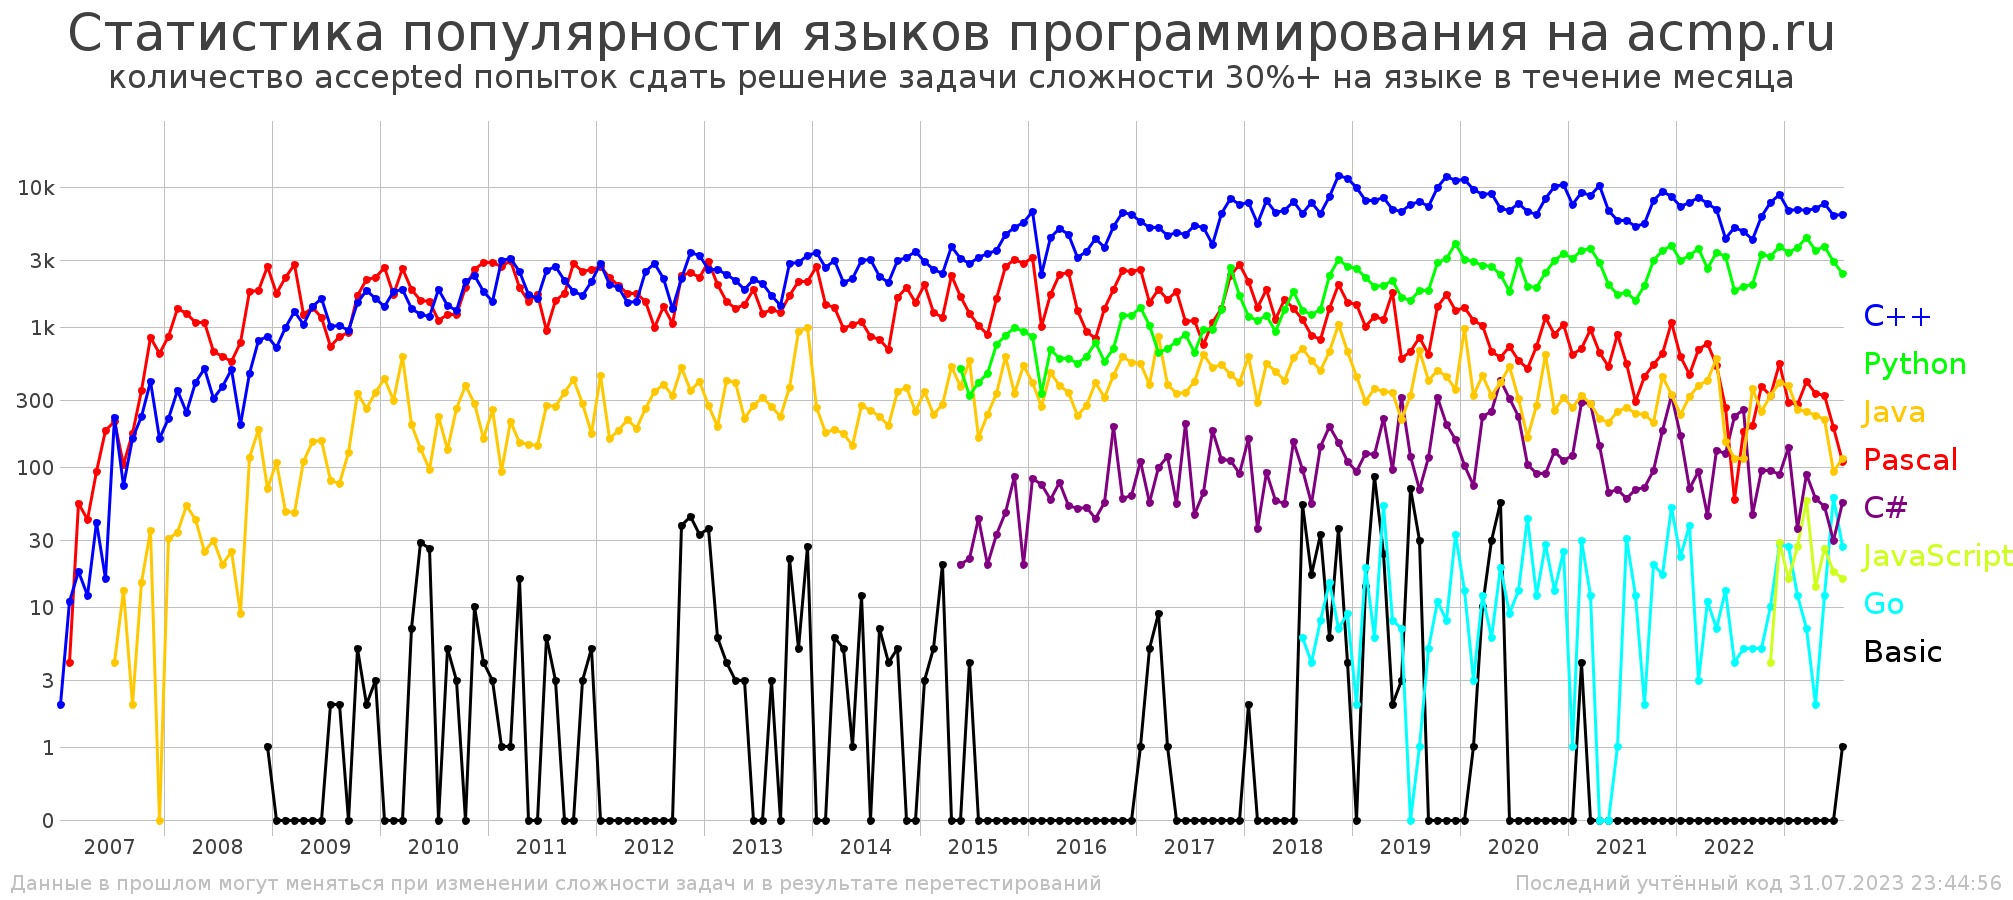 Статистика популярности языков программирования на acmp.ru
количество accepted попыток сдать решение задачи сложности 30%+ на языке в течение месяца
10k
3k
1k
300
100
30
10
3
1
0
C++
Python
Java
Pascal
C#
JavaScript
Go
Basic
2007 2008 2009 2010 2011 2012 2013 2014 2015 2016 2017 2018 2019 2020 2021 2022
Данные в прошлом могут меняться при изменении сложности задач и в результате перетестирований
Последний учтённый код 31.07.2023 23:44:56